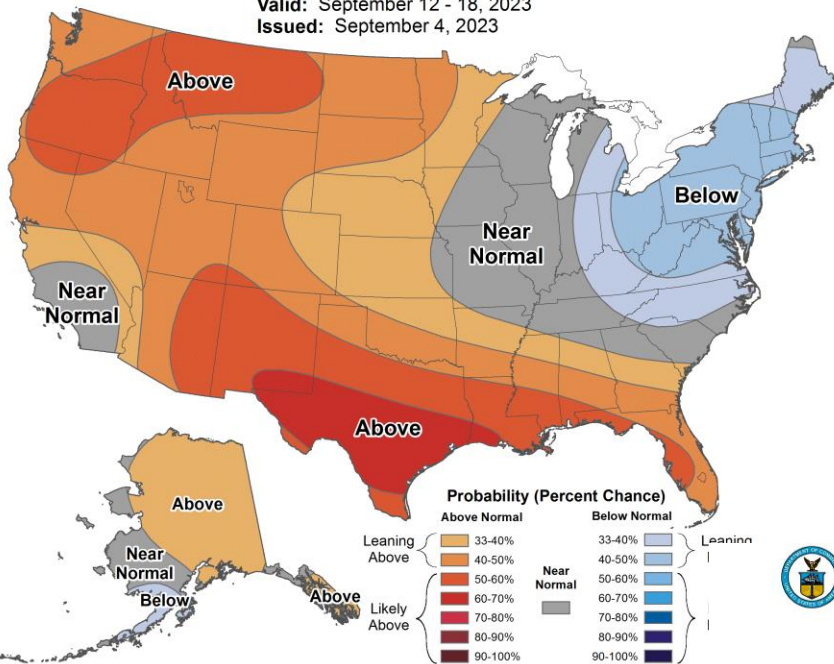 Valid: September 12 - 18, 2023
Issued: September 4, 2023
Above
Below
Near
Normal
Near
Normal
Above
Above
Near
Normal
Below
Above
Probability (Percent Chance)
Above Normal
Below Normal
Leaning
Above
33-40%
40-50%
Likely
Above
50-60%
60-70%
70-80%
80-90%
90-100%
Near
Normal
33-40%
40-50%
50-60%
60-70%
70-80%
80-90%
90-100%
Leaning